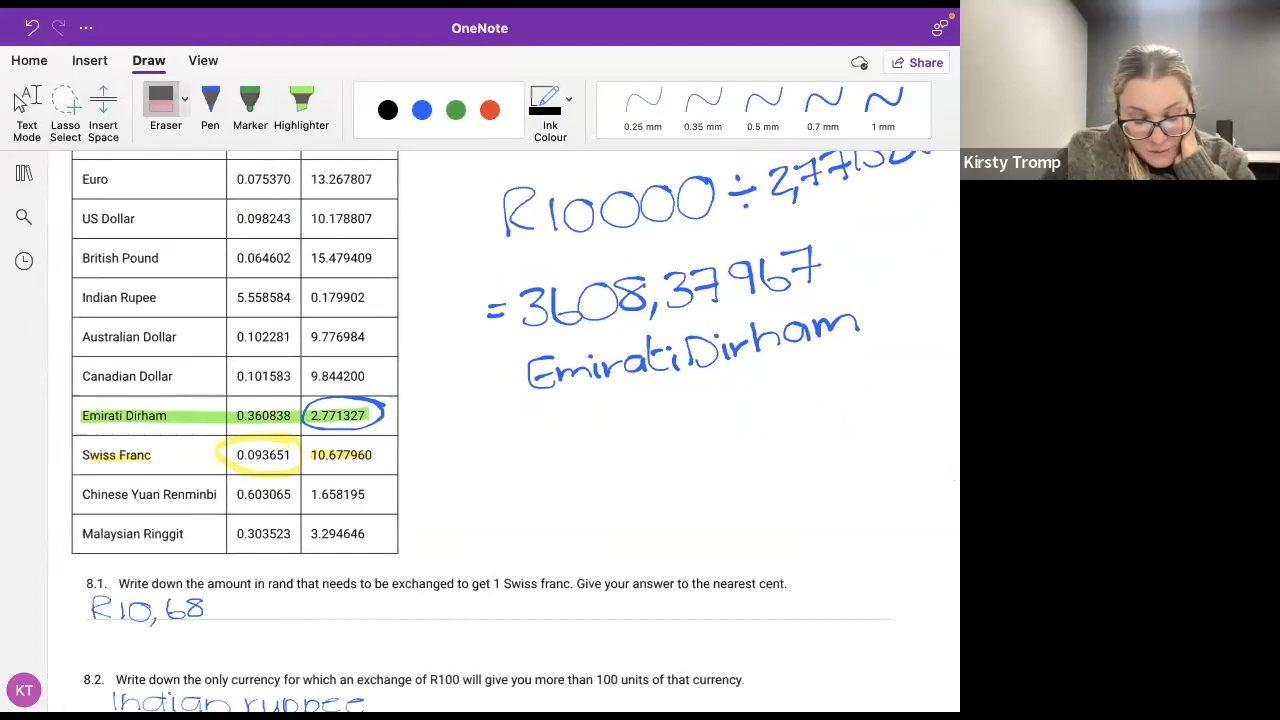 OneNote
Home Insert Draw View
Share
Text Mode
Lasso Select
Insert Space
Eraser
Pen
Marker
Highlighter
Ink Colour
0.25 mm 0.35 mm 0.5 mm 0.7 mm 1 mm
Kirsty Tromp
Euro 0.075370 13.267807
US Dollar 0.098243 10.178807
British Pound 0.064602 15.479409
Indian Rupee 5.558584 0.179902
Australian Dollar 0.102281 9.776984
Canadian Dollar 0.101583 9.844200
Emirati Dirham 0.360838 2.771327
Swiss Franc 0.093651 10.677960
Chinese Yuan Renminbi 0.603065 1.658195
Malaysian Ringgit 0.303523 3.294646
R10000 ÷
= 3608,37967
Emirati Dirham
8.1. Write down the amount in rand that needs to be exchanged to get 1 Swiss franc. Give your answer to the nearest cent.
R10,68
8.2. Write down the only currency for which an exchange of R100 will give you more than 100 units of that currency.
Indian ruppee
KT